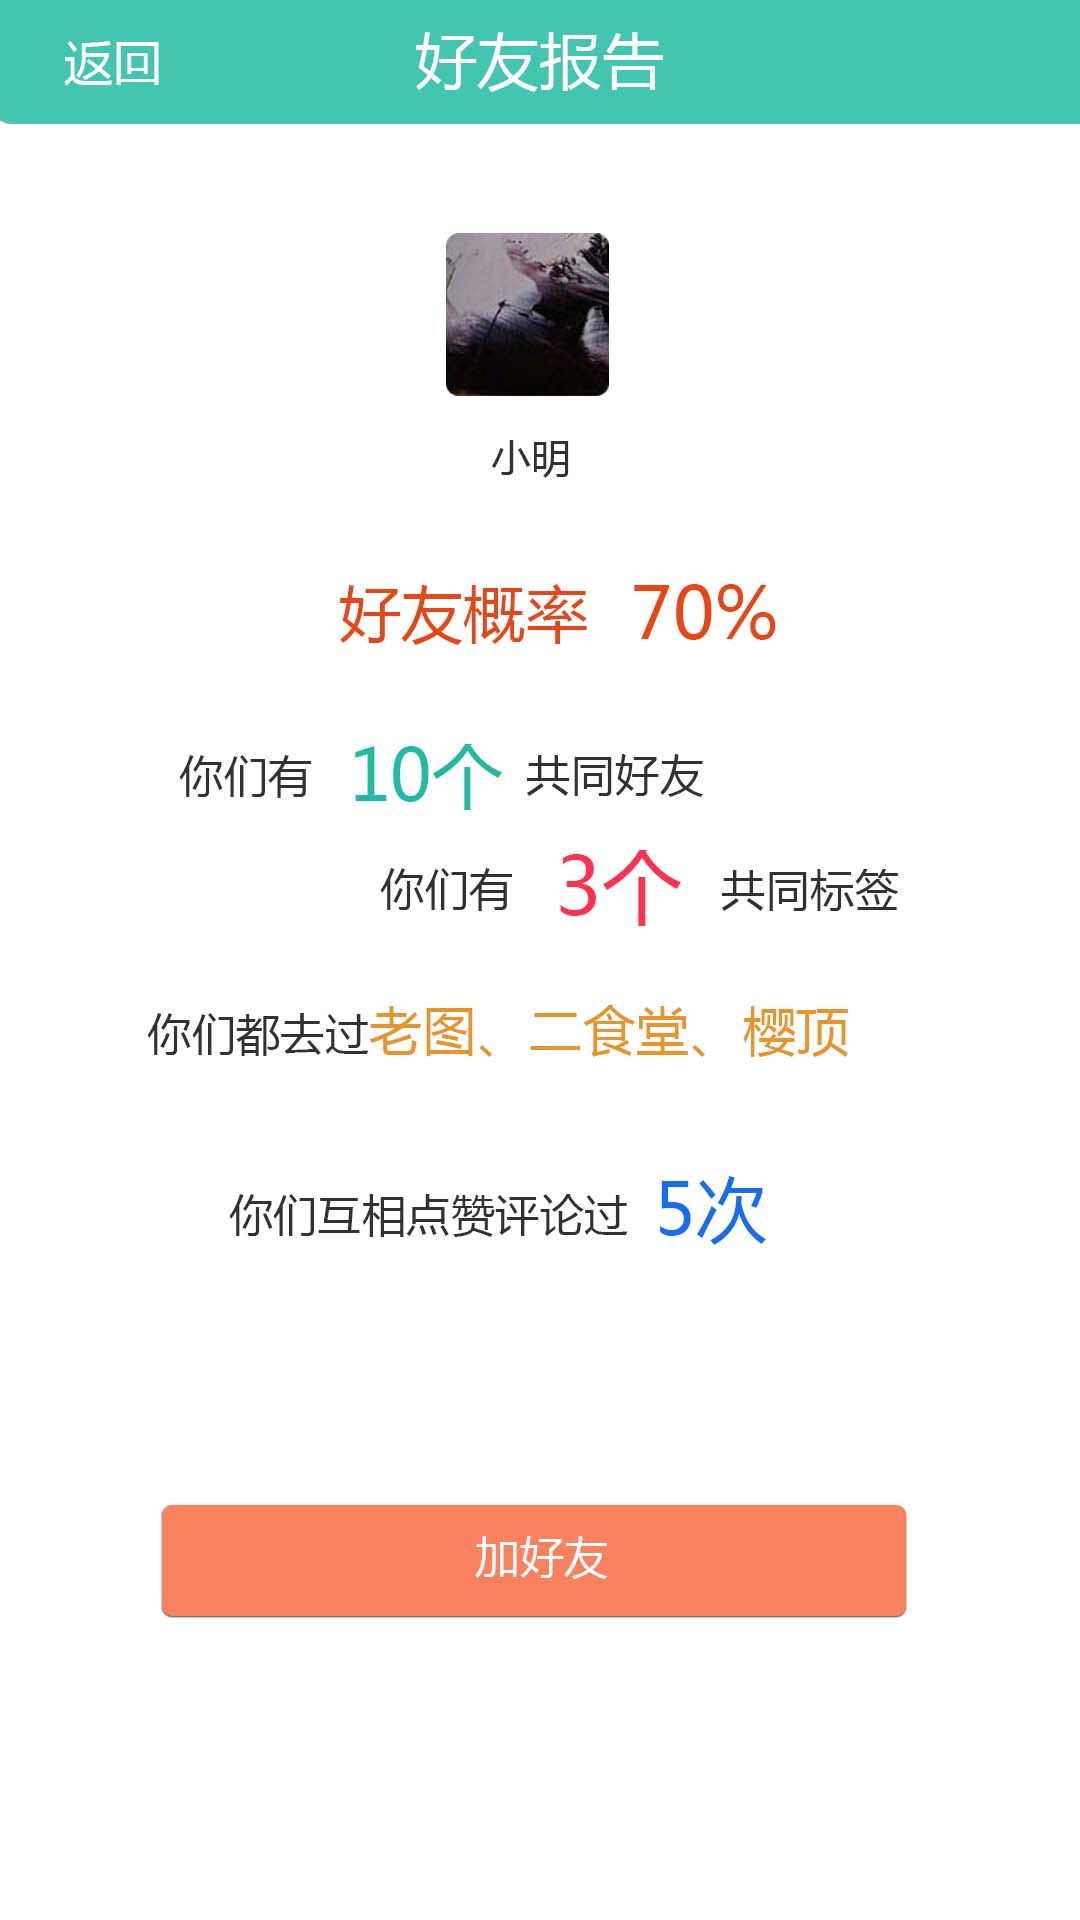 返回 好友报告
小明
好友概率 70%
你们有 10个 共同好友
你们有 3个 共同标签
你们都去过老图、二食堂、樱顶
你们互相点赞评论过 5次
加好友